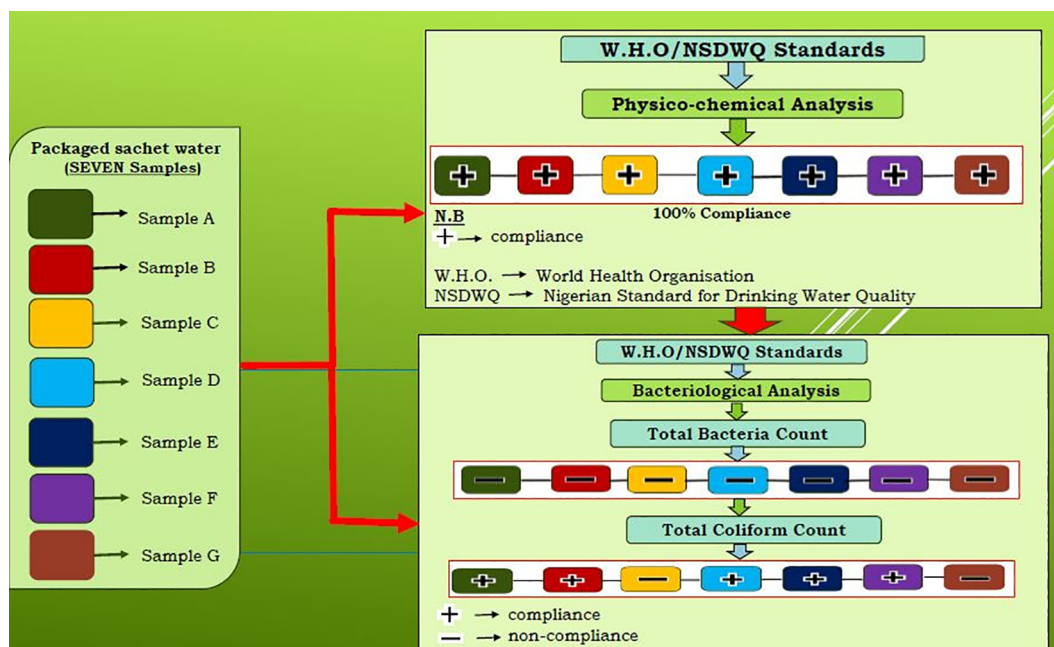 Packaged sachet water
(SEVEN Samples)
Sample A
Sample B
Sample C
Sample D
Sample E
Sample F
Sample G
W.H.O/NSDWQ Standards
Physico-chemical Analysis
+ + + + + + +
100% Compliance
N.B
+ → compliance
W.H.O. → World Health Organisation
NSDWQ → Nigerian Standard for Drinking Water Quality
W.H.O/NSDWQ Standards
Bacteriological Analysis
Total Bacteria Count
− − − − − − −
Total Coliform Count
+ + − + + + −
+ → compliance
− → non-compliance